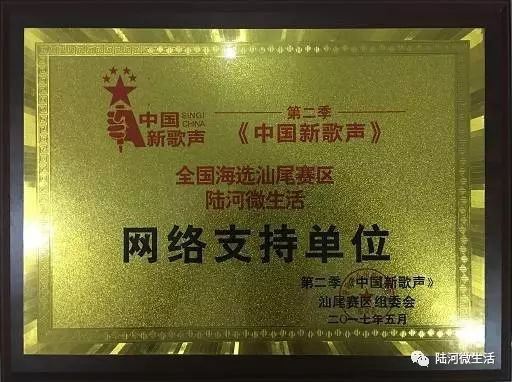 中国
新歌声
SING!
CHINA
第二季
《中国新歌声》
全国海选汕尾赛区
陆河微生活
网络支持单位
第二季《中国新歌声》
汕尾赛区组委会
二〇一七年五月
陆河微生活